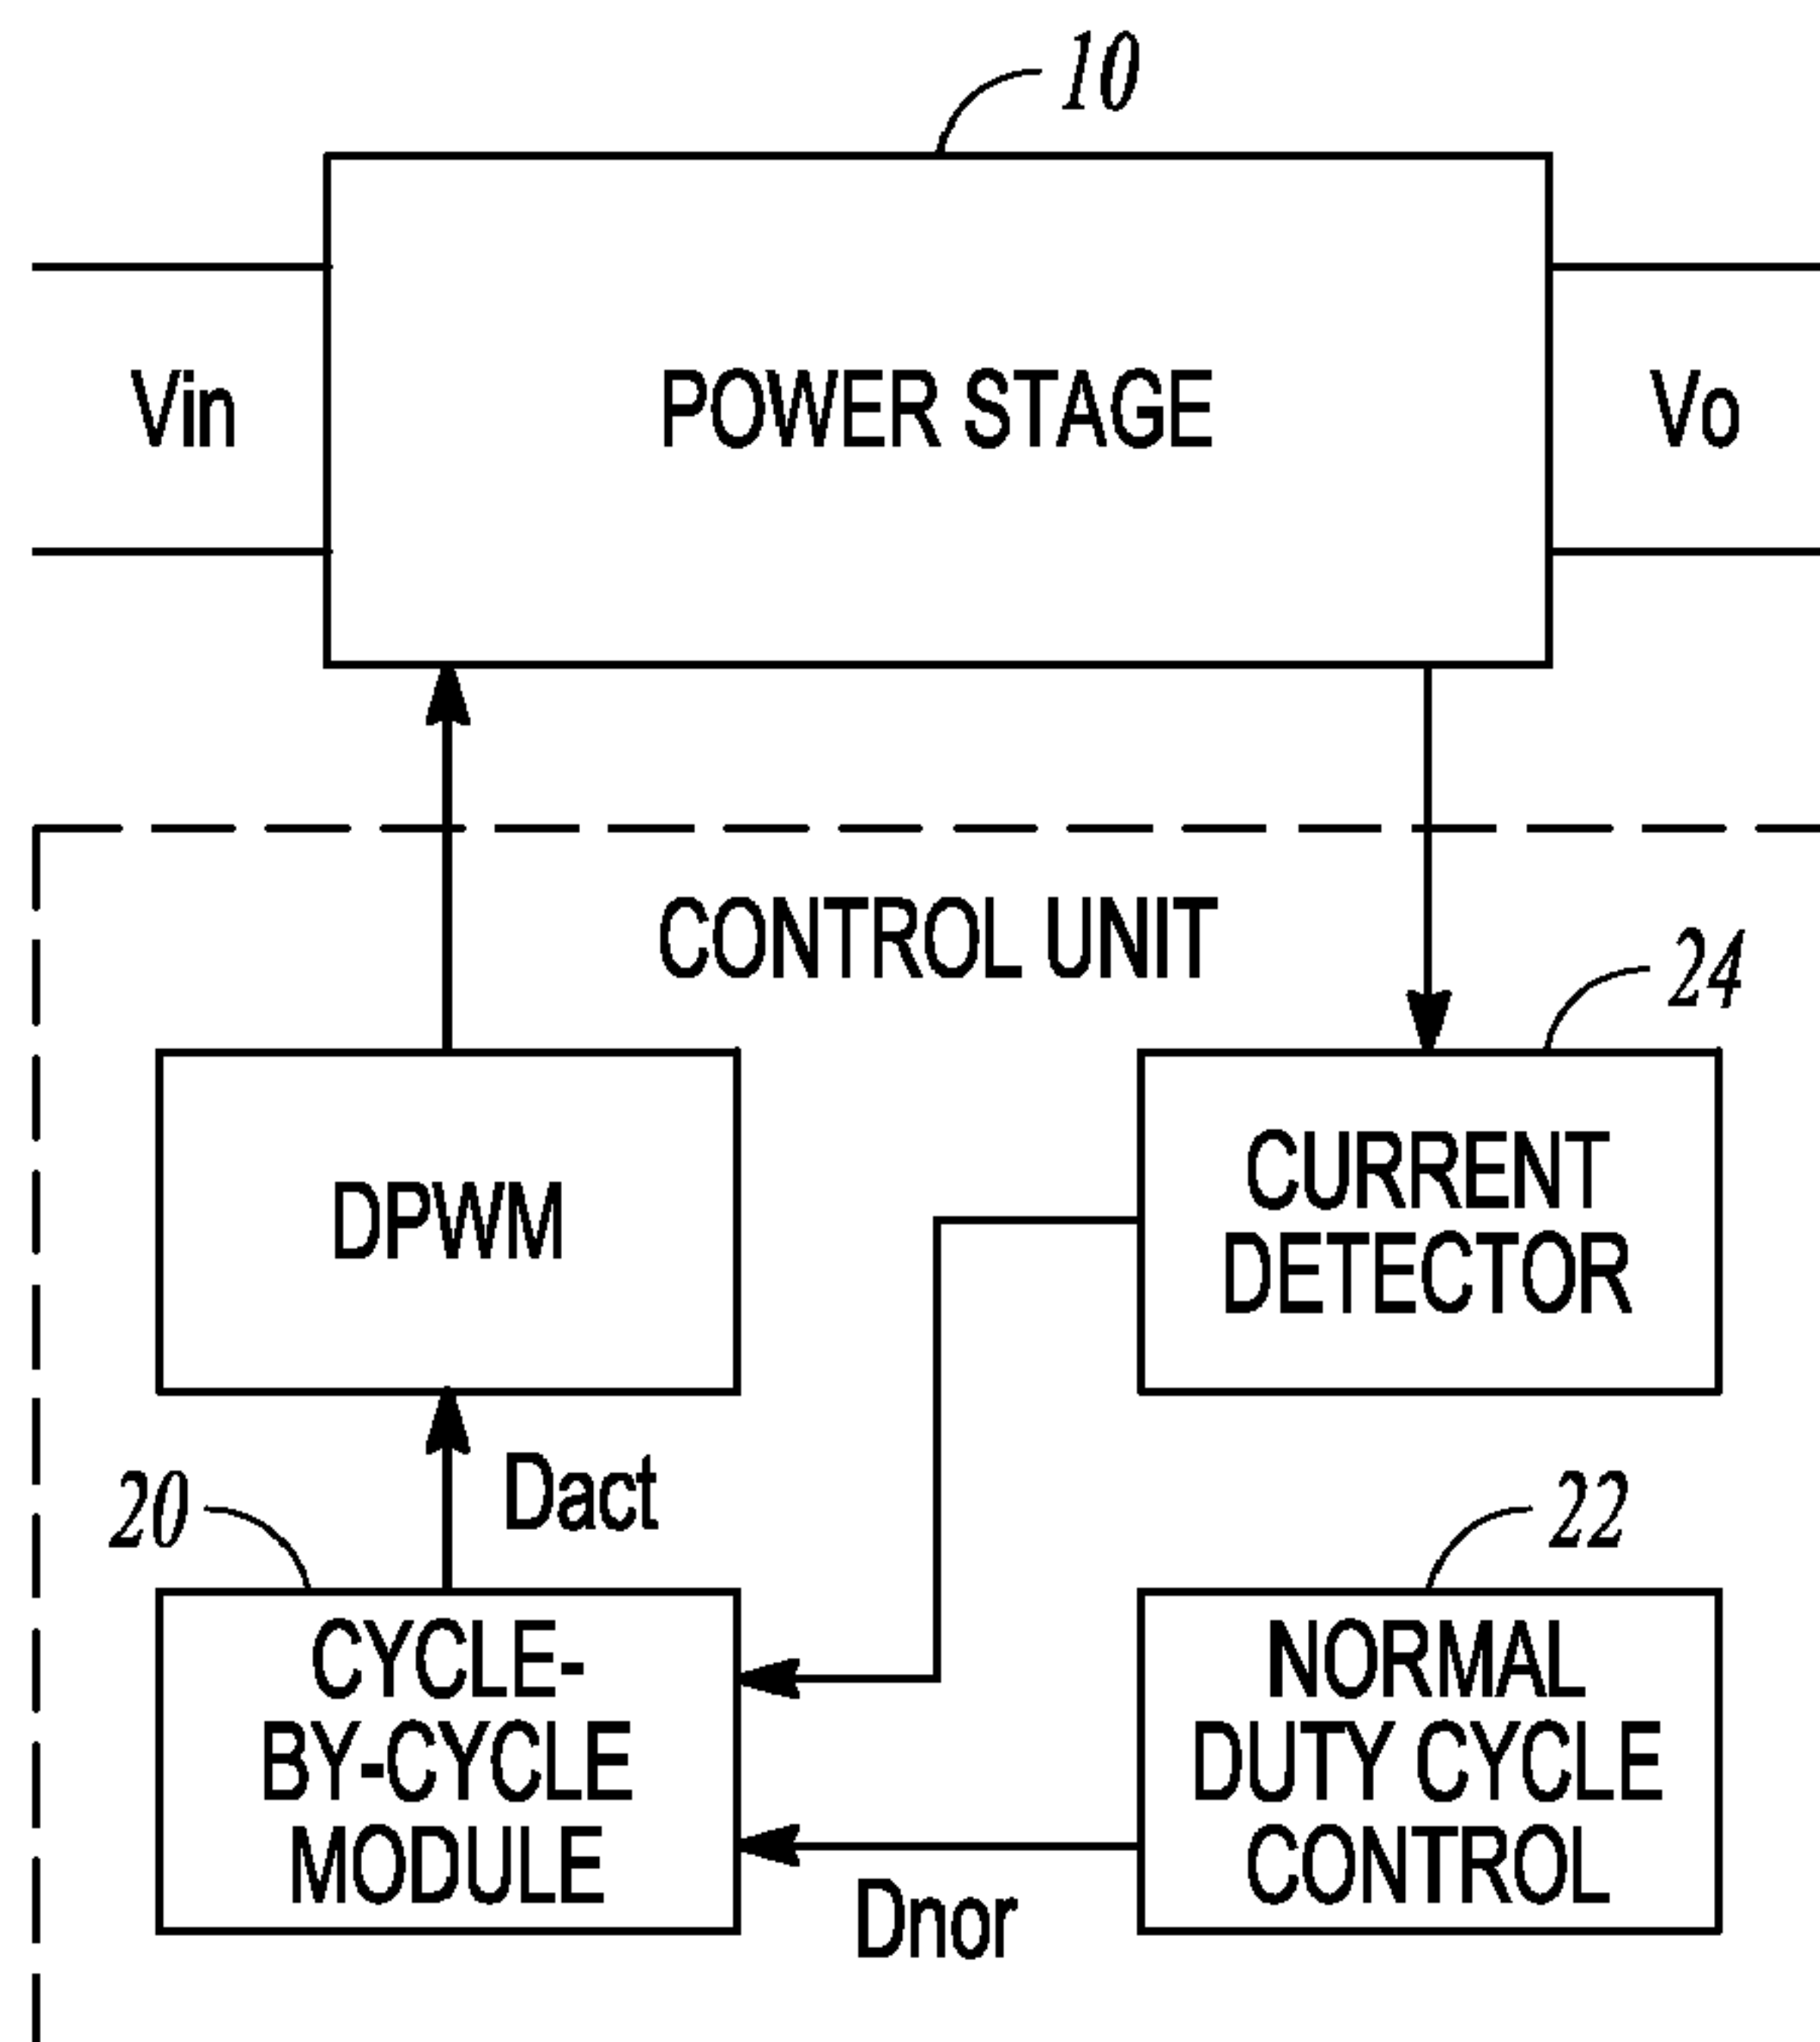 10
Vin
POWER STAGE
Vo
CONTROL UNIT
24
DPWM
CURRENT
DETECTOR
20
Dact
22
CYCLE-
BY-CYCLE
MODULE
NORMAL
DUTY CYCLE
CONTROL
Dnor